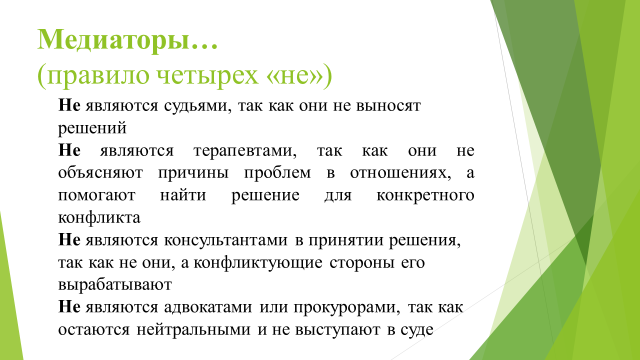 Медиаторы…
(правило четырех «не»)
Не являются судьями, так как они не выносят
решений
Не являются терапевтами, так как они не
объясняют причины проблем в отношениях, а
помогают найти решение для конкретного
конфликта
Не являются консультантами в принятии решения,
так как не они, а конфликтующие стороны его
вырабатывают
Не являются адвокатами или прокурорами, так как
остаются нейтральными и не выступают в суде